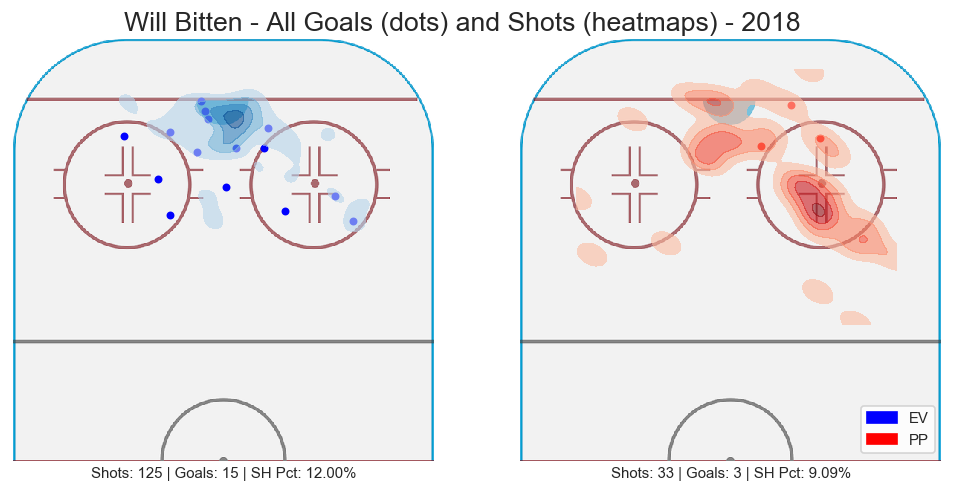 Will Bitten - All Goals (dots) and Shots (heatmaps) - 2018
EV
PP
Shots: 125 | Goals: 15 | SH Pct: 12.00%
Shots: 33 | Goals: 3 | SH Pct: 9.09%